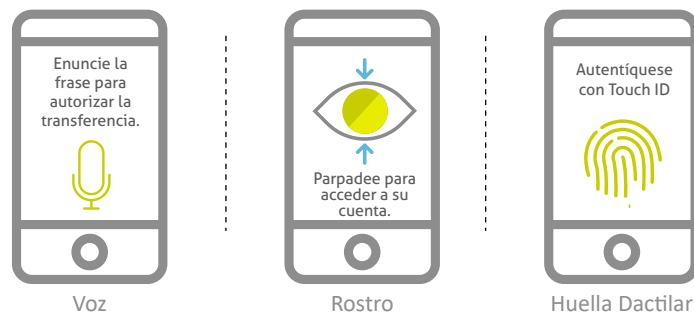 Enuncie la
frase para
autorizar la
transferencia.
Voz
Parpadee para
acceder a su
cuenta.
Rostro
Autentíquese
con Touch ID
Huella Dactilar